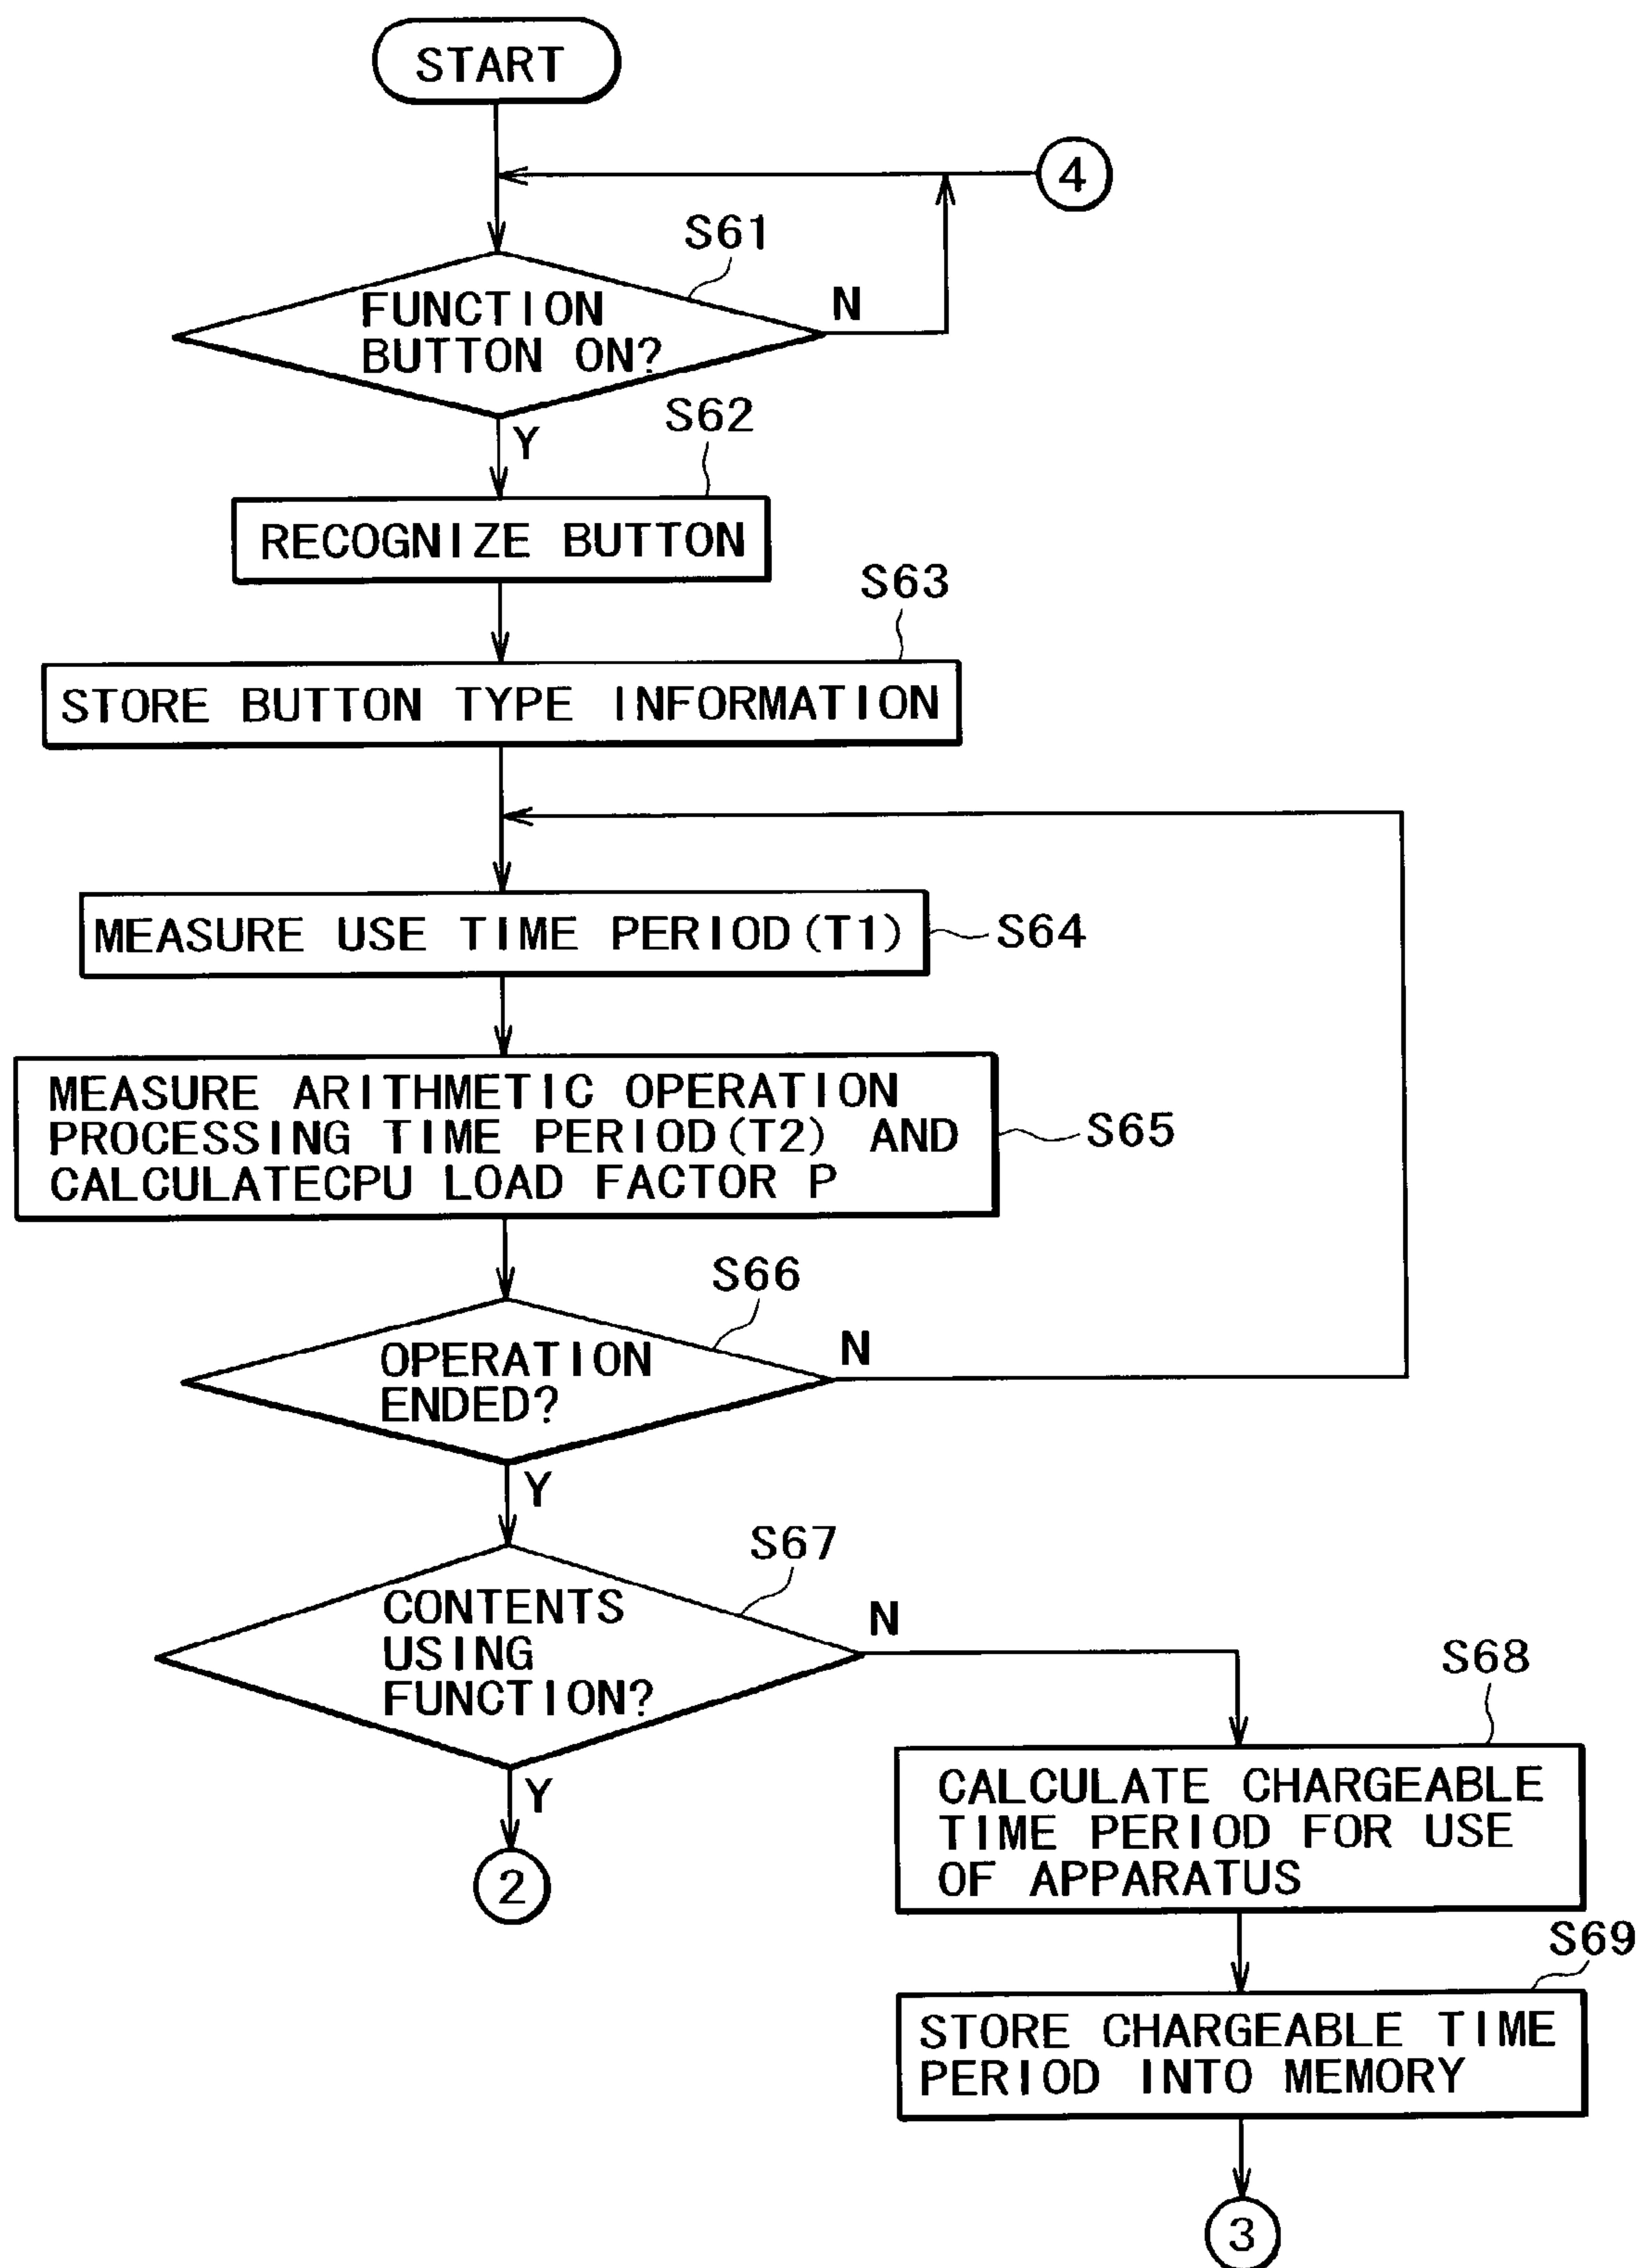 START
4
S61
FUNCTION
BUTTON ON?
N
Y
S62
RECOGNIZE BUTTON
S63
STORE BUTTON TYPE INFORMATION
MEASURE USE TIME PERIOD(T1)
S64
MEASURE ARITHMETIC OPERATION
PROCESSING TIME PERIOD(T2) AND
CALCULATECPU LOAD FACTOR P
S65
S66
OPERATION
ENDED?
N
Y
S67
CONTENTS
USING
FUNCTION?
N
Y
2
S68
CALCULATE CHARGEABLE
TIME PERIOD FOR USE
OF APPARATUS
S69
STORE CHARGEABLE TIME
PERIOD INTO MEMORY
3